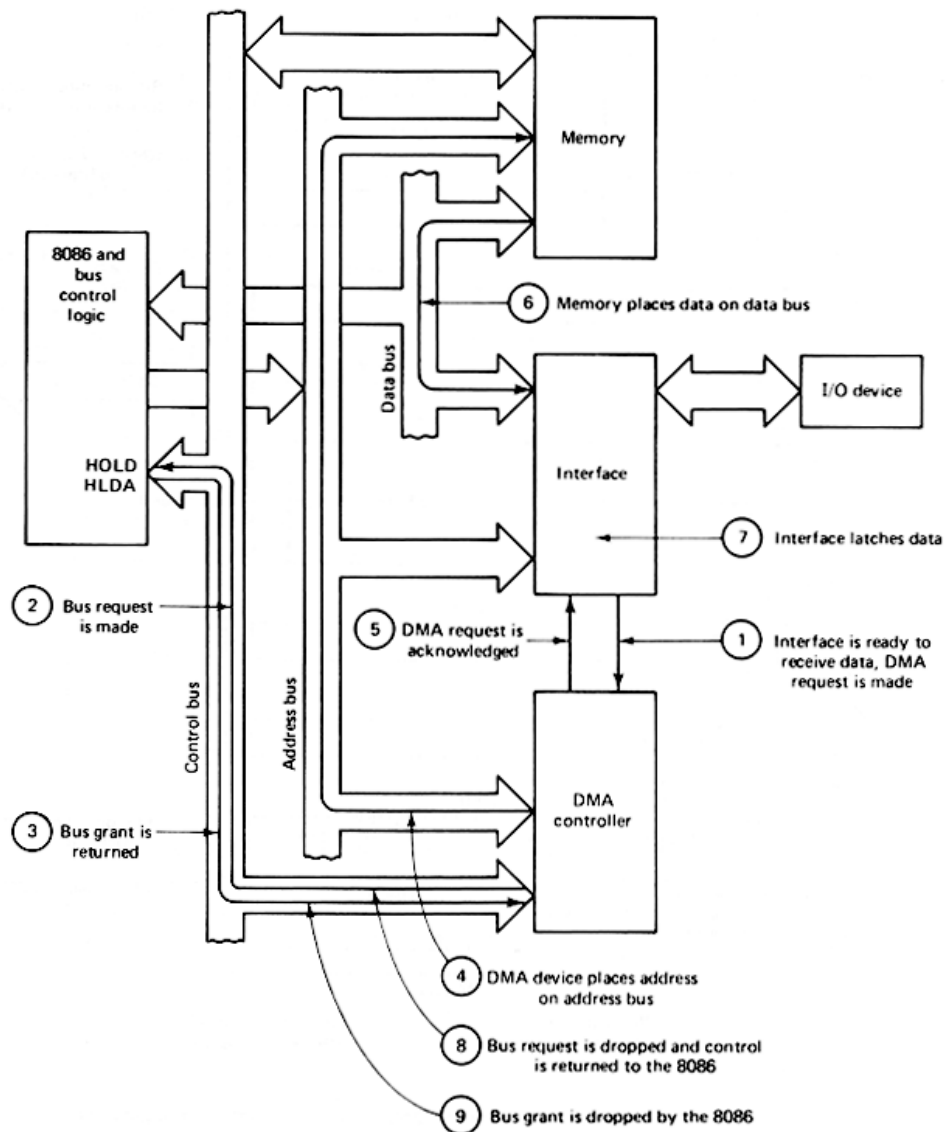 Memory
8086 and
bus
control
logic
6
Memory places data on data bus
Data bus
I/O device
HOLD
HLDA
Interface
7
Interface latches data
2
Bus request
is made
5
DMA request is
acknowledged
1
Interface is ready to
receive data, DMA
request is made
Control bus
Address bus
3
Bus grant is
returned
DMA
controller
4
DMA device places address
on address bus
8
Bus request is dropped and control
is returned to the 8086
9
Bus grant is dropped by the 8086